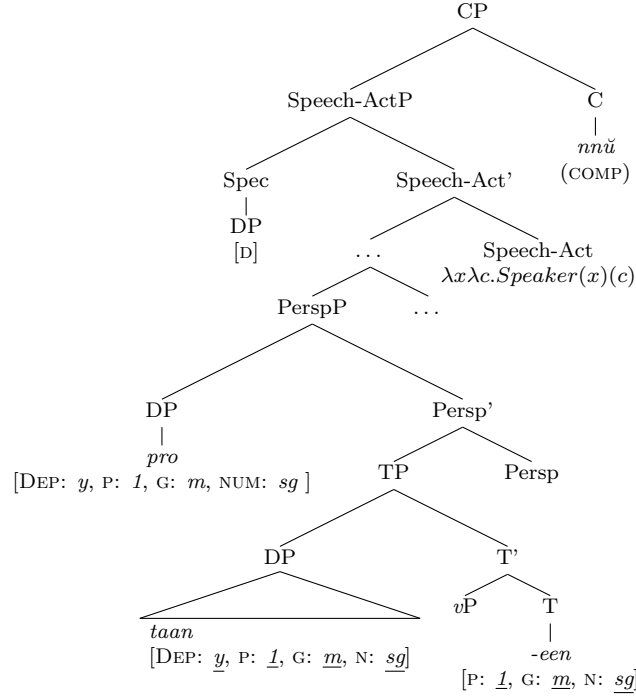 CP
Speech-ActP C
nnŭ
(COMP)
Spec Speech-Act’
DP
[D]
... Speech-Act
λxλc.Speaker(x)(c)
PerspP ...
DP Persp’
pro
[DEP: y, P: 1, G: m, NUM: sg ]
TP Persp
DP T’
vP T
taan
[DEP: y, P: 1, G: m, N: sg]
-een
[P: 1, G: m, N: sg]